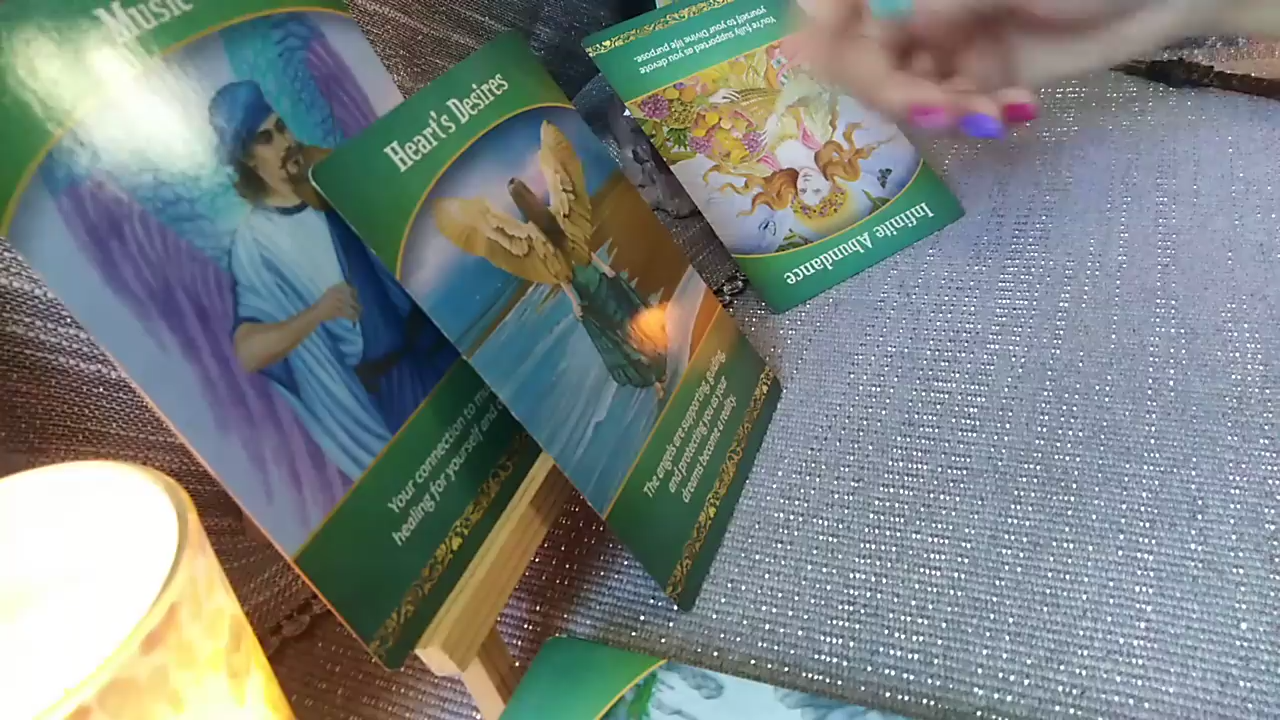 Music
Your connection to
healing for yourself and
Heart's Desires
The angels are supporting, guiding,
and protecting you as your
dreams become a reality.
Infinite Abundance
You're fully supported as you devote
yourself to your Divine life purpose.